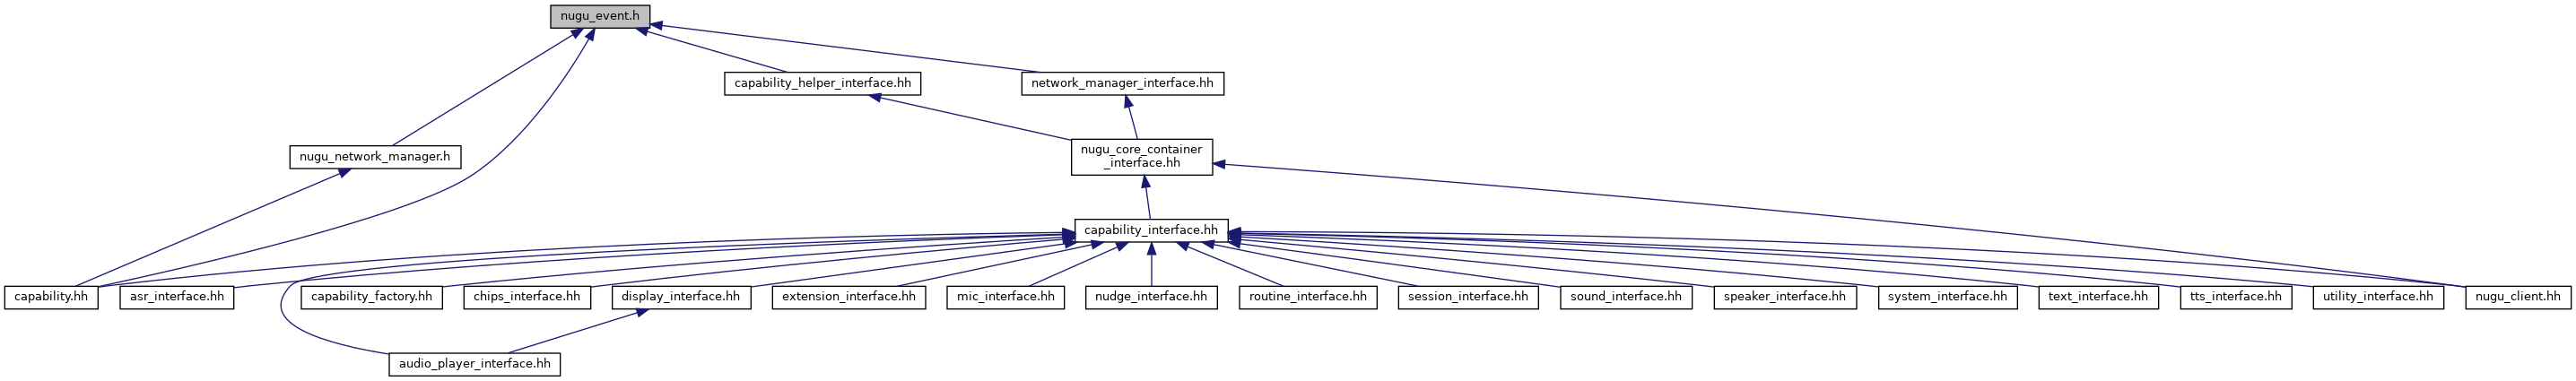 nugu_event.h
capability_helper_interface.hh
network_manager_interface.hh
nugu_network_manager.h
nugu_core_container
_interface.hh
capability_interface.hh
capability.hh
asr_interface.hh
capability_factory.hh
chips_interface.hh
display_interface.hh
extension_interface.hh
mic_interface.hh
nudge_interface.hh
routine_interface.hh
session_interface.hh
sound_interface.hh
speaker_interface.hh
system_interface.hh
text_interface.hh
tts_interface.hh
utility_interface.hh
nugu_client.hh
audio_player_interface.hh